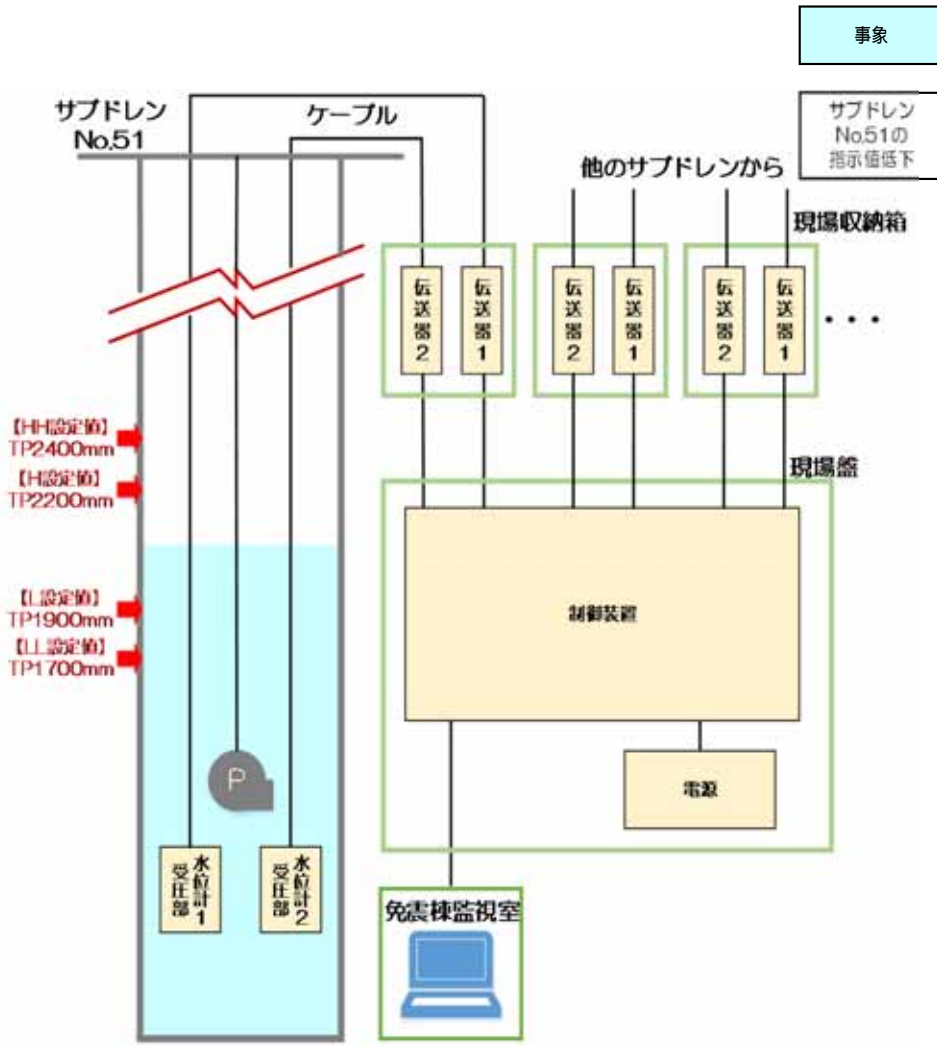 事象
サブドレン
No.51
ケーブル
サブドレン
No.51の
指示値低下
他のサブドレンから
現場収納箱
伝送器2
伝送器1
伝送器2
伝送器1
伝送器2
伝送器1
・・・
【HH設定値】
TP2400mm
【H設定値】
TP2200mm
現場盤
【L設定値】
TP1900mm
【LL設定値】
TP1700mm
制御装置
P
電源
水位計1
受圧部
水位計2
受圧部
免震棟監視室